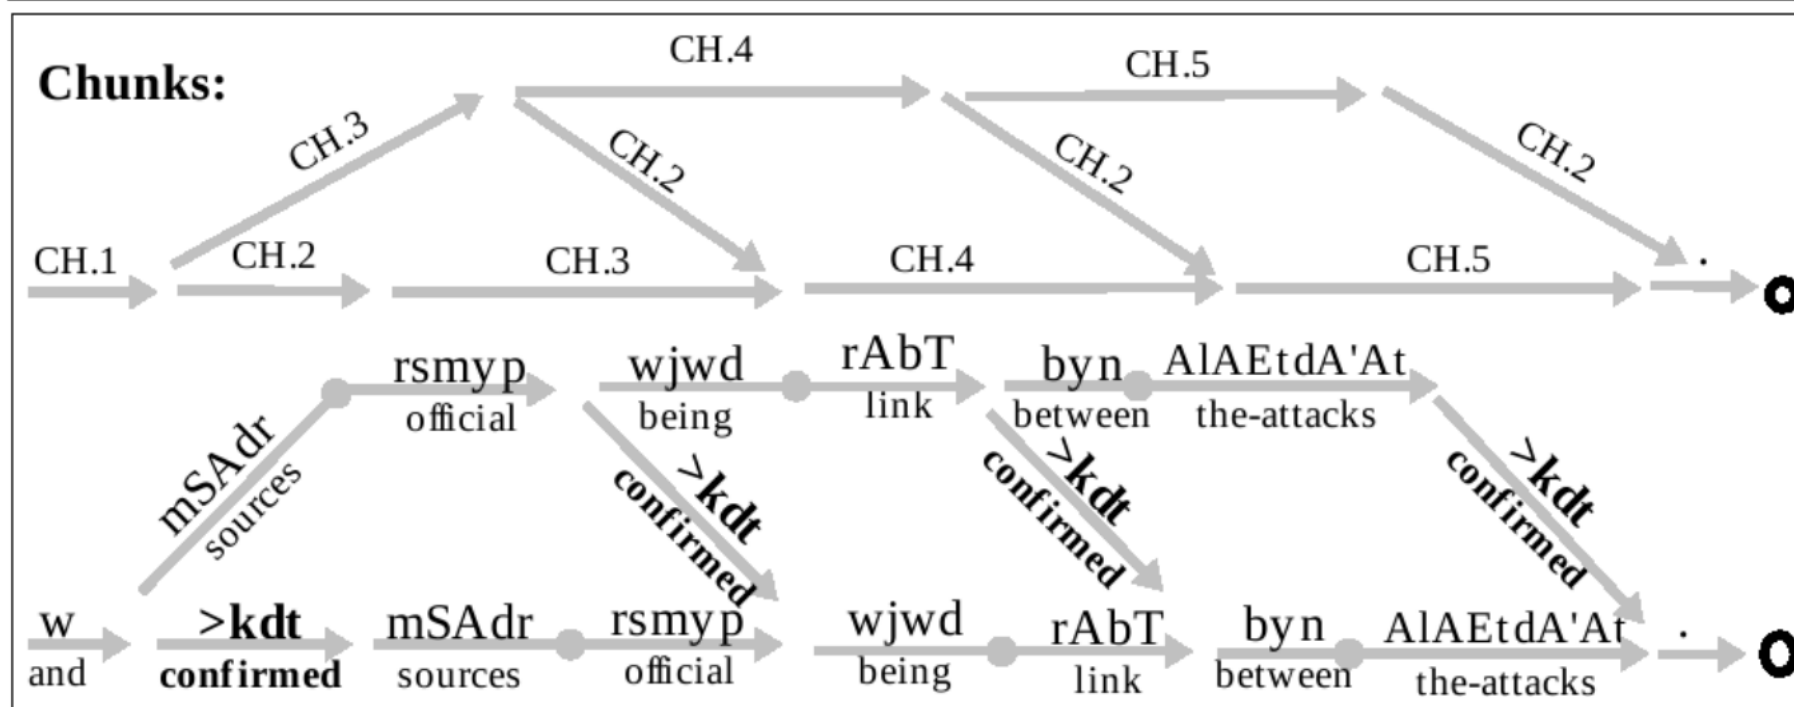 CH.4
CH.5
Chunks:
CH.3
CH.2
CH.2
CH.2
CH.1
CH.2
CH.3
CH.4
CH.5
.
rsmyp
wjwd
rAbT
byn
AlAEtdA'At
official
being
link
between
the-attacks
mSAdr
sources
>kdt
confirmed
>kdt
confirmed
>kdt
confirmed
w
>kdt
mSAdr
rsmyp
wjwd
rAbT
byn
AlAEtdA'At
.
and
confirmed
sources
official
being
link
between
the-attacks